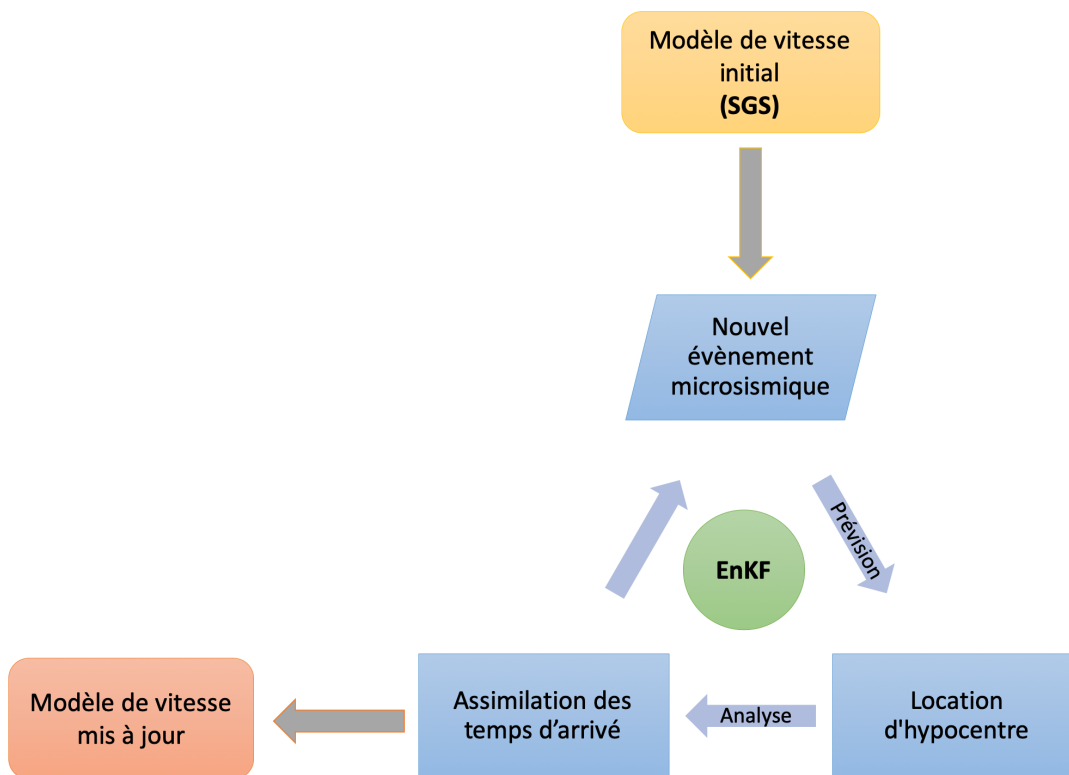 Modèle de vitesse
initial
(SGS)
Nouvel
évènement
microsismique
Prévision
EnKF
Modèle de vitesse
mis à jour
Assimilation des
temps d’arrivé
Analyse
Location
d'hypocentre